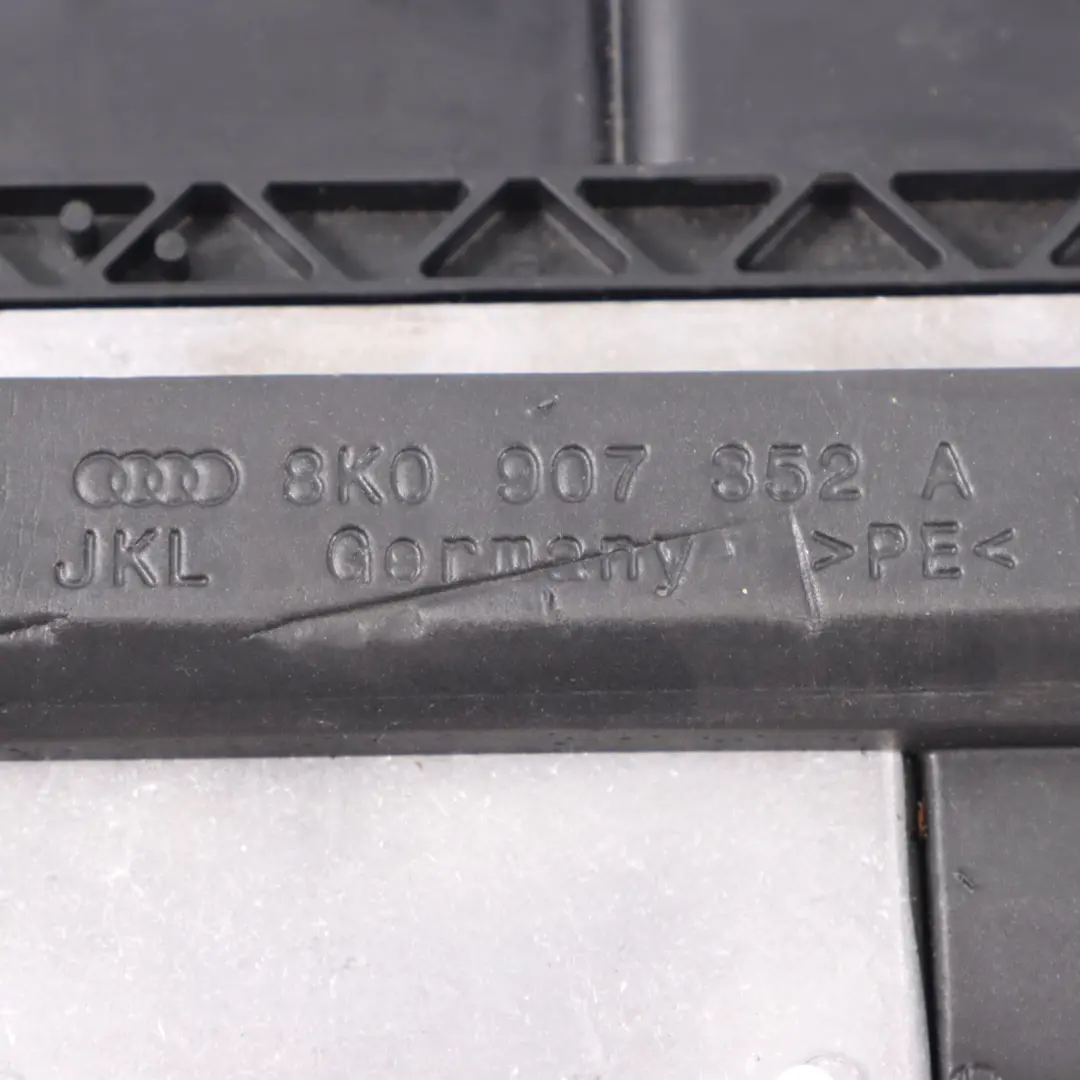 8K0 907 352 A
JKL Germany >PE<